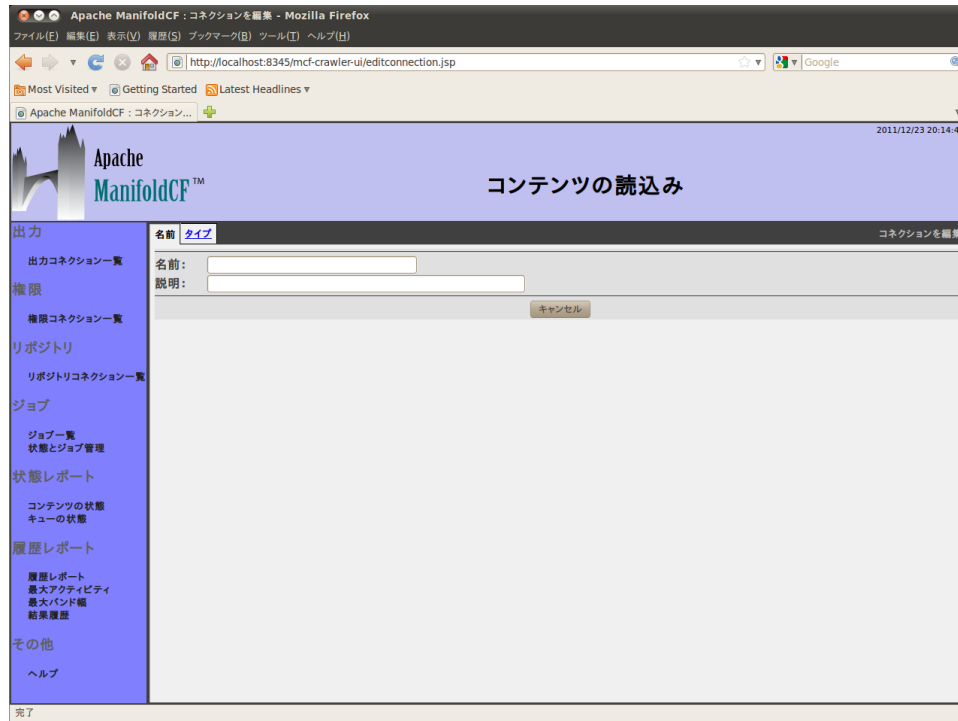 Apache ManifoldCF : コネクションを編集 - Mozilla Firefox
ファイル(F) 編集(E) 表示(V) 履歴(S) ブックマーク(B) ツール(T) ヘルプ(H)
http://localhost:8345/mcf-crawler-ui/editconnection.jsp
Google
Most Visited Getting Started Latest Headlines
Apache ManifoldCF : コネクション...
2011/12/23 20:14:4
Apache
ManifoldCF™
コンテンツの読込み
名前 タイプ
コネクションを編集
名前:
説明:
キャンセル
出力
出力コネクション一覧
権限
権限コネクション一覧
リポジトリ
リポジトリコネクション一覧
ジョブ
ジョブ一覧
状態とジョブ管理
状態レポート
コンテンツの状態
キューの状態
履歴レポート
履歴レポート
最大アクティビティ
最大バンド幅
結果履歴
その他
ヘルプ
完了